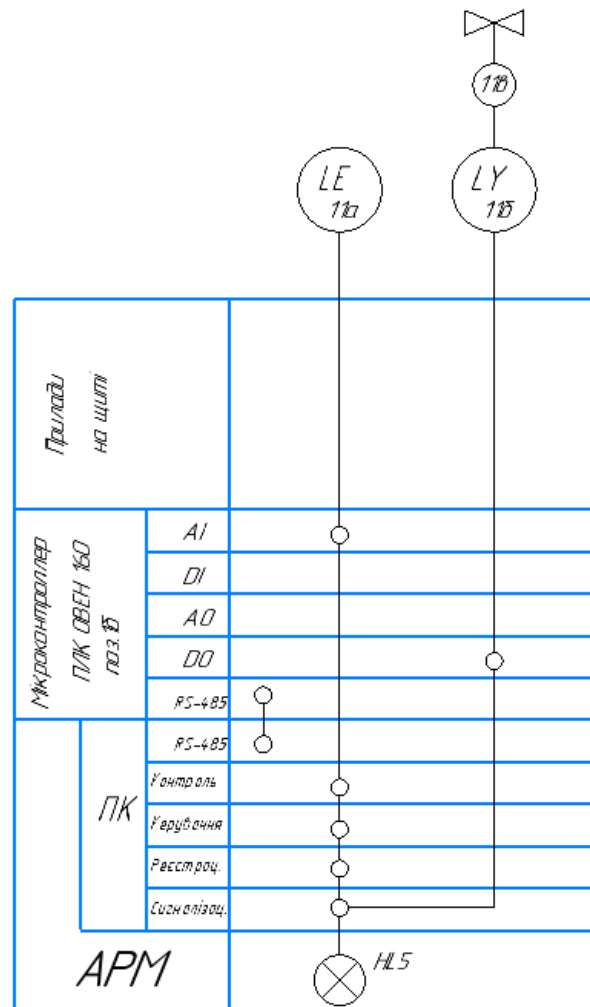 11в
LE
11а
LY
11б
Прилади
на щиті
Мікроконтроллер
ПЛК ОВЕН 160
поз.1б
AI
DI
AO
DO
RS-485
RS-485
ПК
Контроль
Керування
Реєстрац.
Сигналізац.
АРМ
HL5